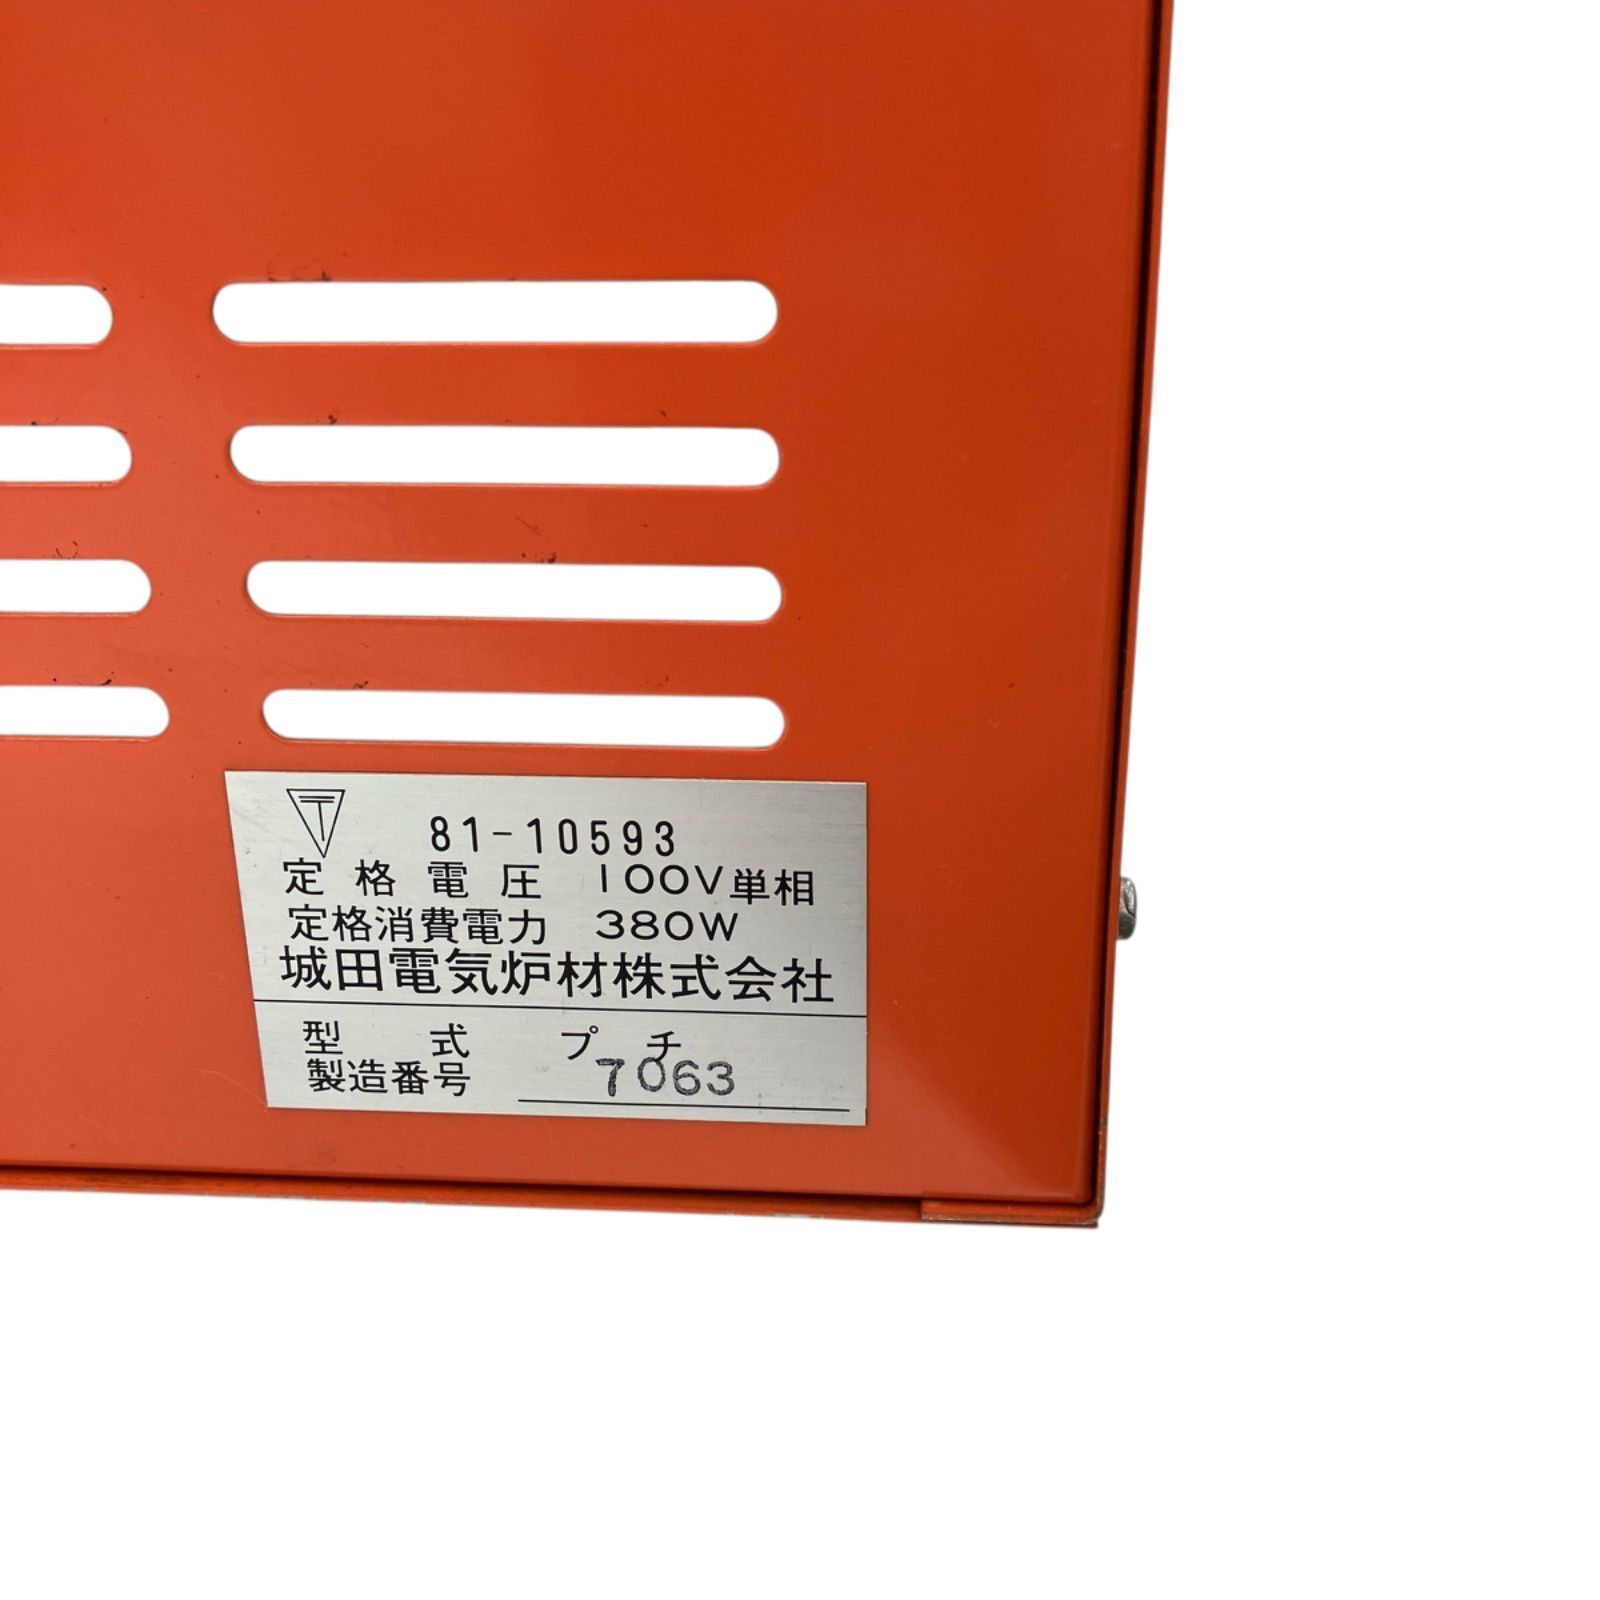 81-10593
定格電圧 100V単相
定格消費電力 380W
城田電気炉材株式会社
型式 プチ
製造番号 7063